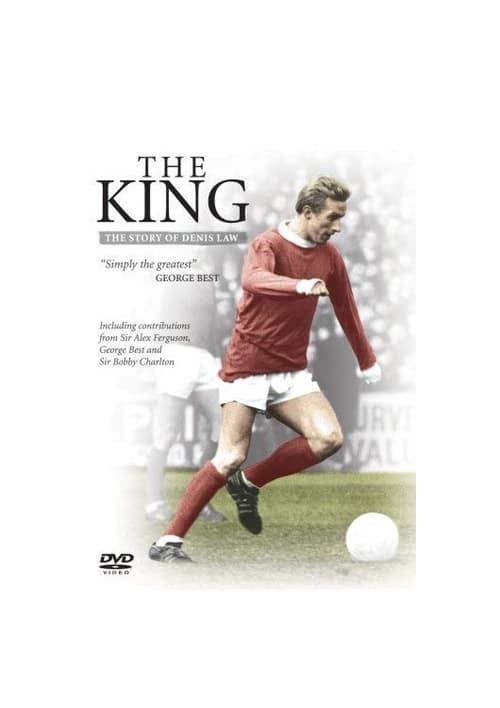 THE
KING
THE STORY OF DENIS LAW
“Simply the greatest”
GEORGE BEST
Including contributions
from Sir Alex Ferguson,
George Best and
Sir Bobby Charlton
DVD
VIDEO